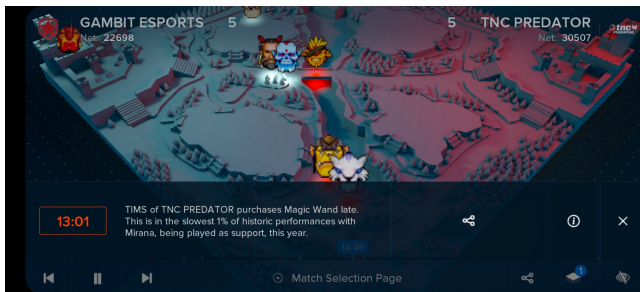 GAMBIT ESPORTS 5
5 TNC PREDATOR
Net: 22698
Net: 30507
tnc
PREDATOR
13:01
TIMS of TNC PREDATOR purchases Magic Wand late.
This is in the slowest 1% of historic performances with
Mirana, being played as support, this year.
14:49
Match Selection Page
1